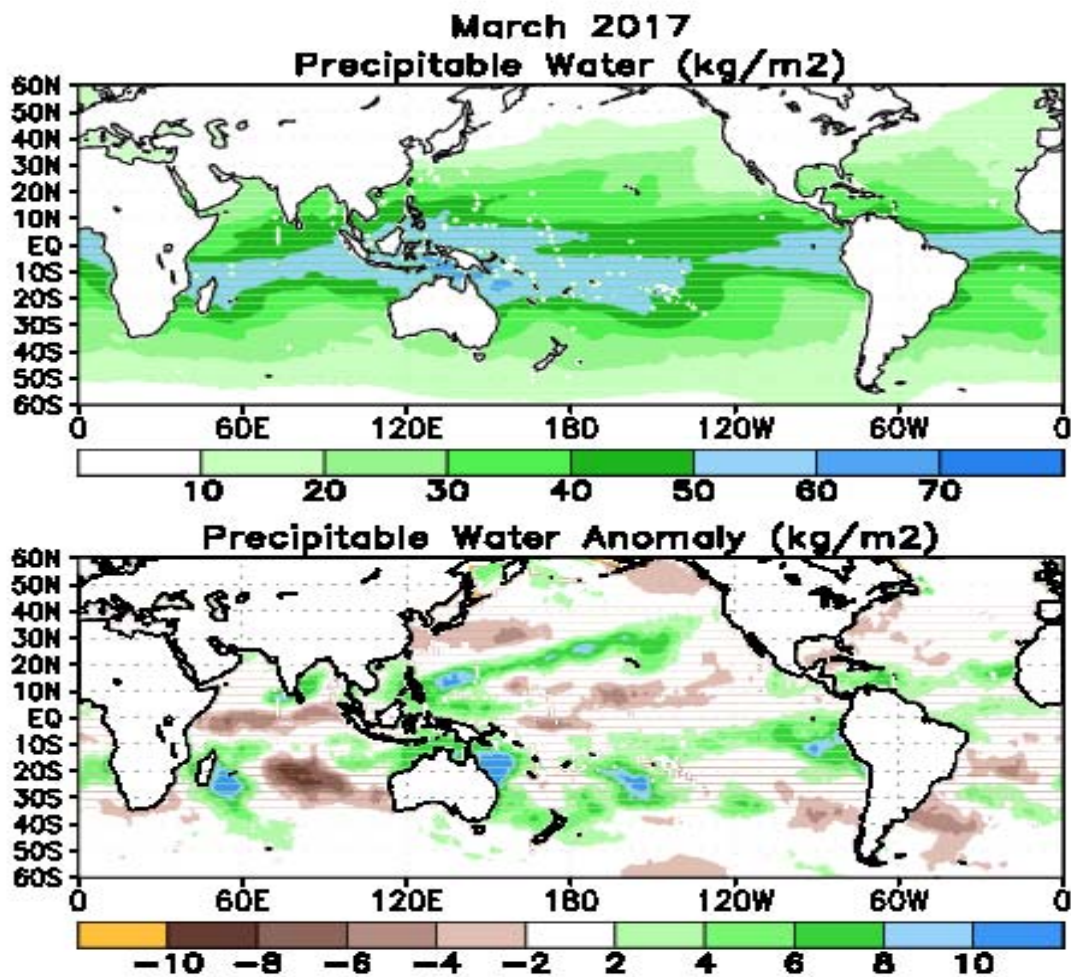 March 2017
Precipitable Water (kg/m2)
60N
50N
40N
30N
20N
10N
EQ
10S
20S
30S
40S
50S
60S
0 60E 120E 180 120W 60W 0
10 20 30 40 50 60 70
Precipitable Water Anomaly (kg/m2)
60N
50N
40N
30N
20N
10N
EQ
10S
20S
30S
40S
50S
60S
0 60E 120E 180 120W 60W 0
-10 -8 -6 -4 -2 2 4 6 8 10